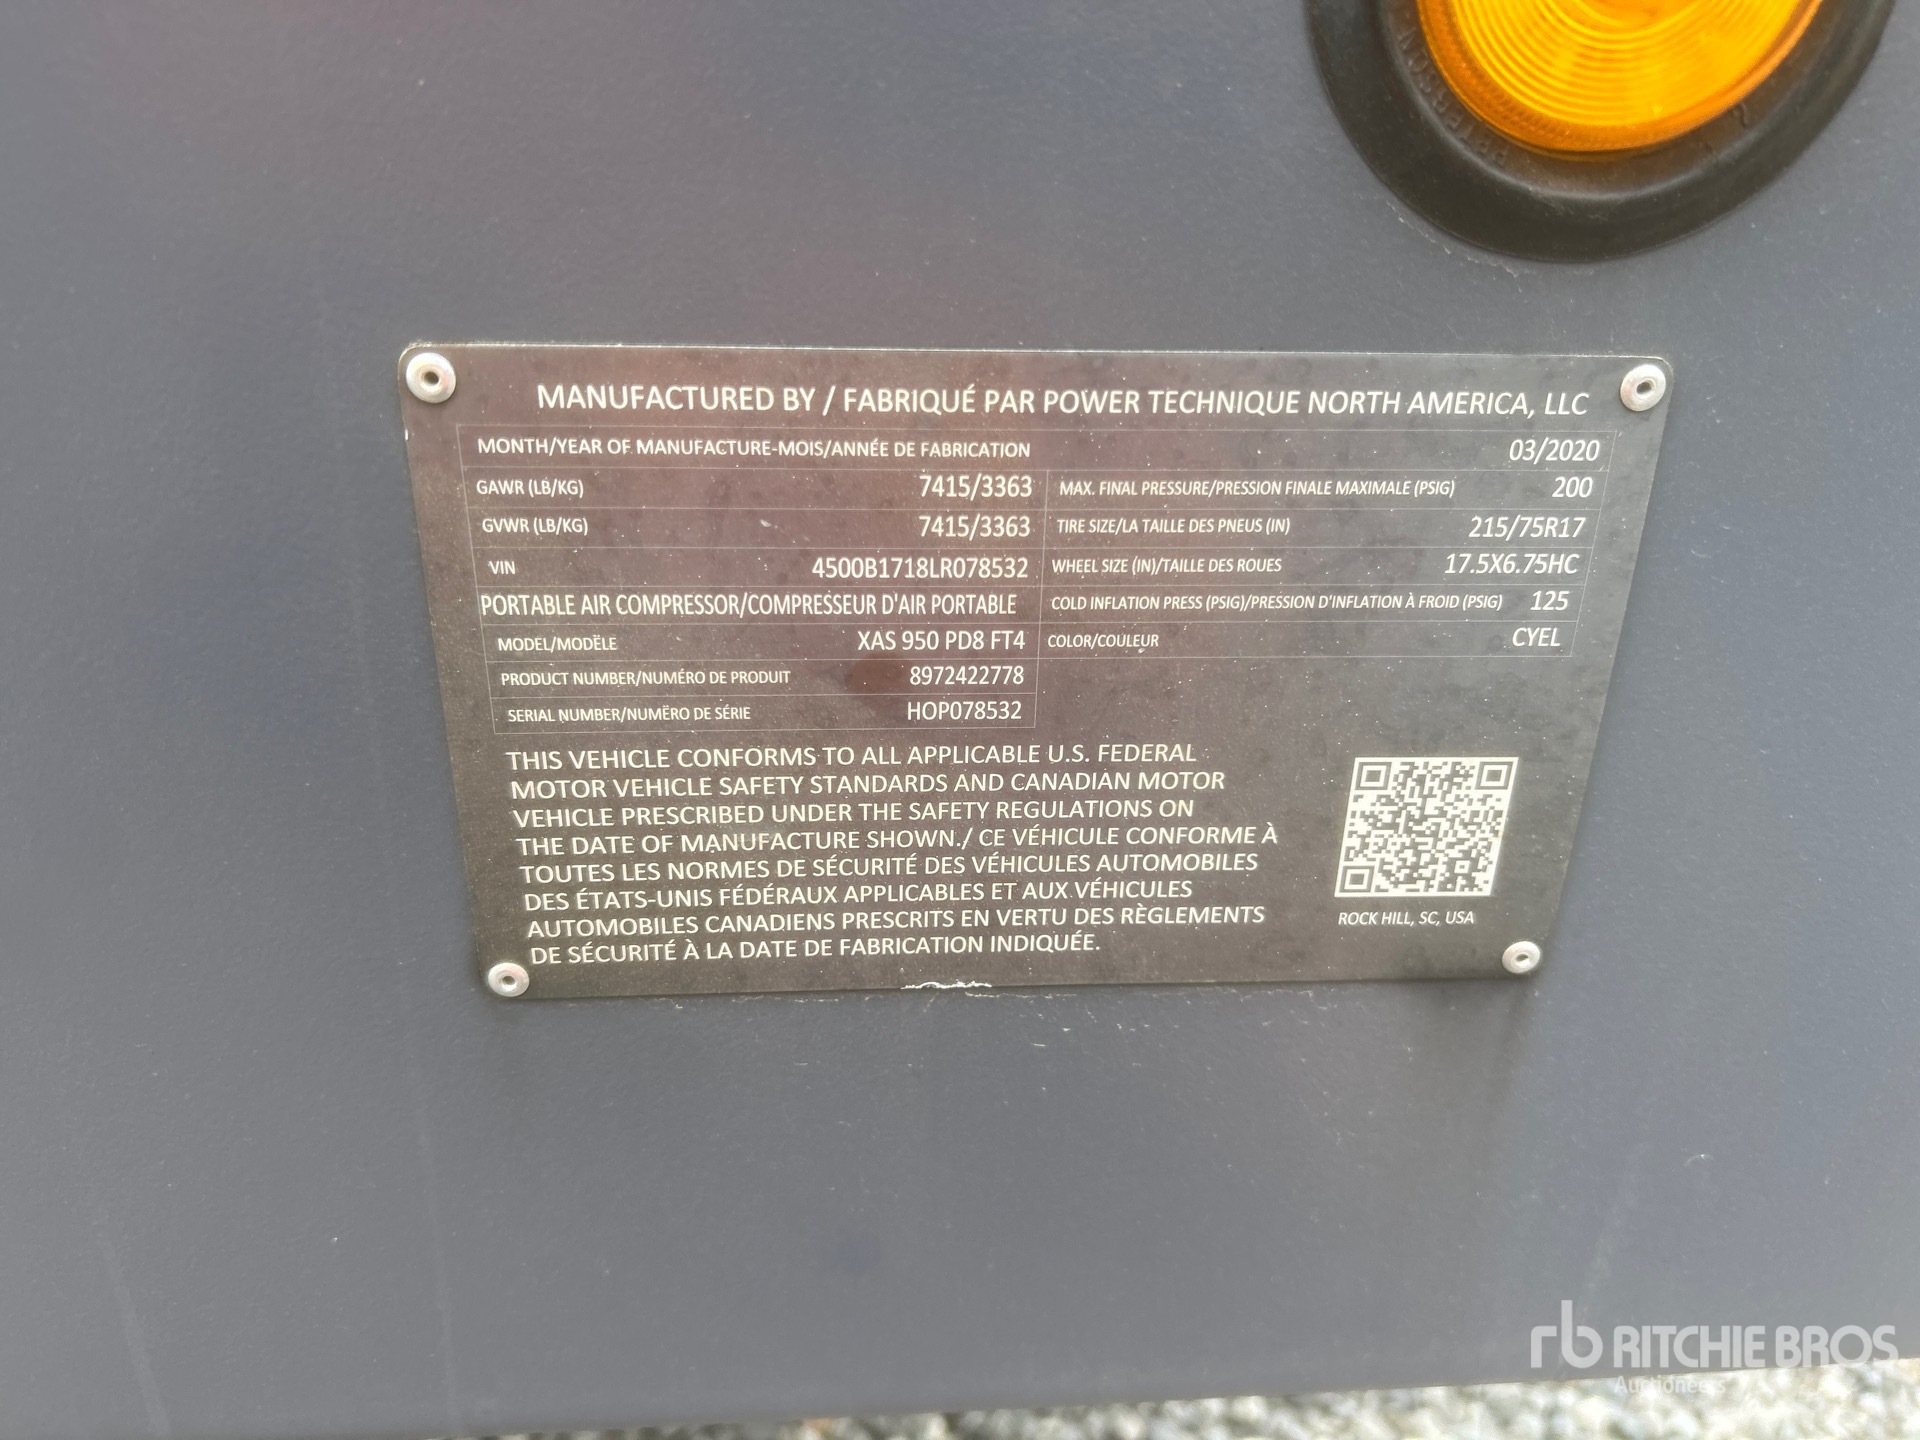 PETERSON
MANUFACTURED BY / FABRIQUÉ PAR POWER TECHNIQUE NORTH AMERICA, LLC
MONTH/YEAR OF MANUFACTURE-MOIS/ANNÉE DE FABRICATION 03/2020
GAWR (LB/KG) 7415/3363 MAX. FINAL PRESSURE/PRESSION FINALE MAXIMALE (PSIG) 200
GVWR (LB/KG) 7415/3363 TIRE SIZE/LA TAILLE DES PNEUS (IN) 215/75R17
VIN 4500B1718LR078532 WHEEL SIZE (IN)/TAILLE DES ROUES 17.5X6.75HC
PORTABLE AIR COMPRESSOR/COMPRESSEUR D'AIR PORTABLE COLD INFLATION PRESS (PSIG)/PRESSION D'INFLATION À FROID (PSIG) 125
MODEL/MODËLE XAS 950 PD8 FT4 COLOR/COULEUR CYEL
PRODUCT NUMBER/NUMÉRO DE PRODUIT 8972422778
SERIAL NUMBER/NUMËRO DE SÉRIE HOP078532
THIS VEHICLE CONFORMS TO ALL APPLICABLE U.S. FEDERAL
MOTOR VEHICLE SAFETY STANDARDS AND CANADIAN MOTOR
VEHICLE PRESCRIBED UNDER THE SAFETY REGULATIONS ON
THE DATE OF MANUFACTURE SHOWN./ CE VÉHICULE CONFORME À
TOUTES LES NORMES DE SÉCURITÉ DES VÉHICULES AUTOMOBILES
DES ÉTATS-UNIS FÉDÉRAUX APPLICABLES ET AUX VÉHICULES
AUTOMOBILES CANADIENS PRESCRITS EN VERTU DES RÈGLEMENTS
DE SÉCURITÉ À LA DATE DE FABRICATION INDIQUÉE.
ROCK HILL, SC, USA
rb RITCHIE BROS
Auctioneers